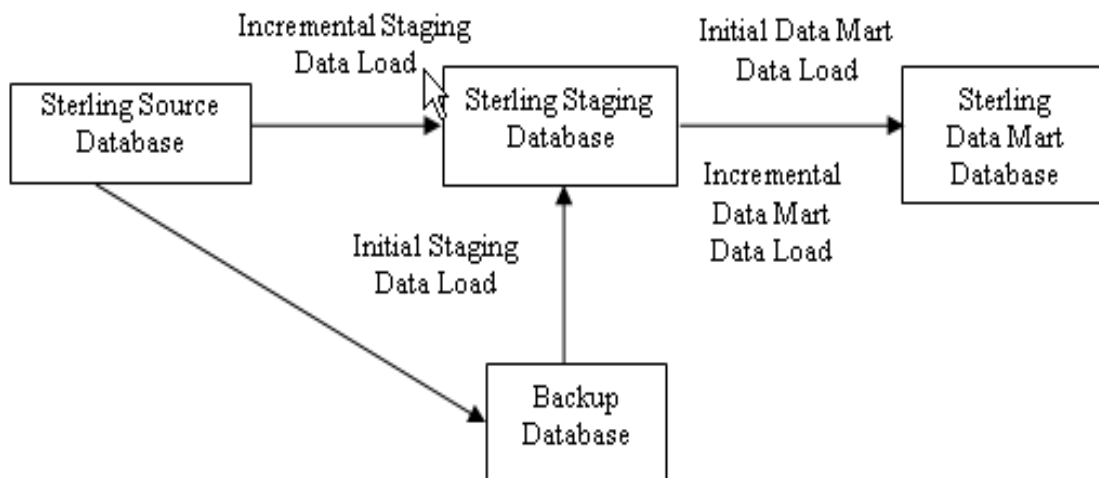 Incremental Staging
Data Load
Initial Data Mart
Data Load
Sterling Source
Database
Sterling Staging
Database
Sterling
Data Mart
Database
Incremental
Data Mart
Data Load
Initial Staging
Data Load
Backup
Database